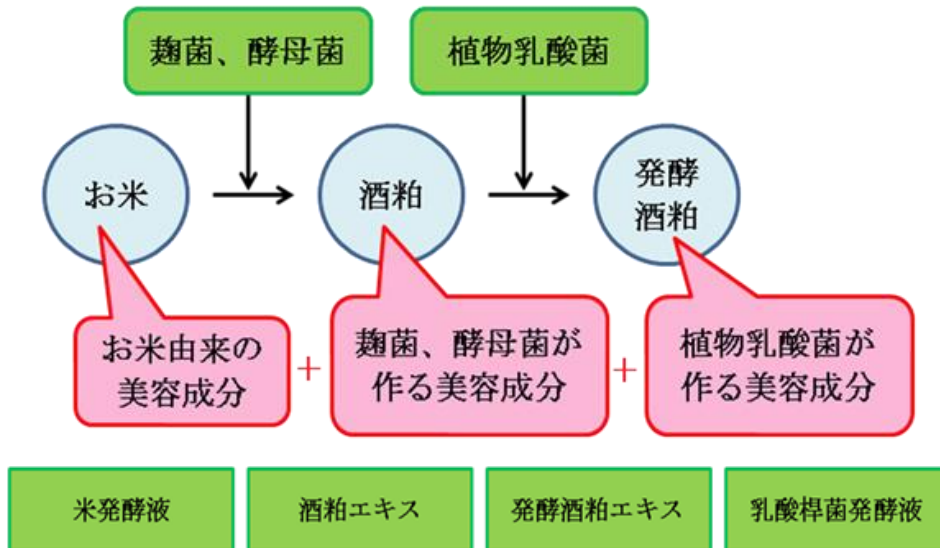 麹菌、酵母菌
植物乳酸菌
お米
酒粕
発酵
酒粕
お米由来の
美容成分
+
麹菌、酵母菌が
作る美容成分
+
植物乳酸菌が
作る美容成分
米発酵液
酒粕エキス
発酵酒粕エキス
乳酸桿菌発酵液